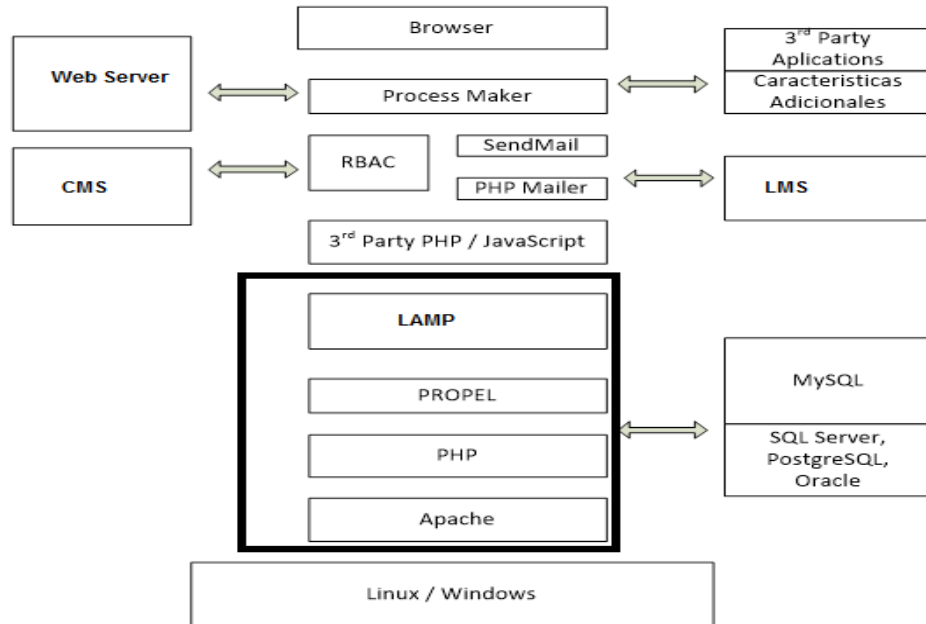 Browser
Web Server
3rd Party
Aplications
Caracteristicas
Adicionales
Process Maker
CMS
RBAC
SendMail
PHP Mailer
LMS
3rd Party PHP / JavaScript
LAMP
PROPEL
PHP
Apache
MySQL
SQL Server,
PostgreSQL,
Oracle
Linux / Windows